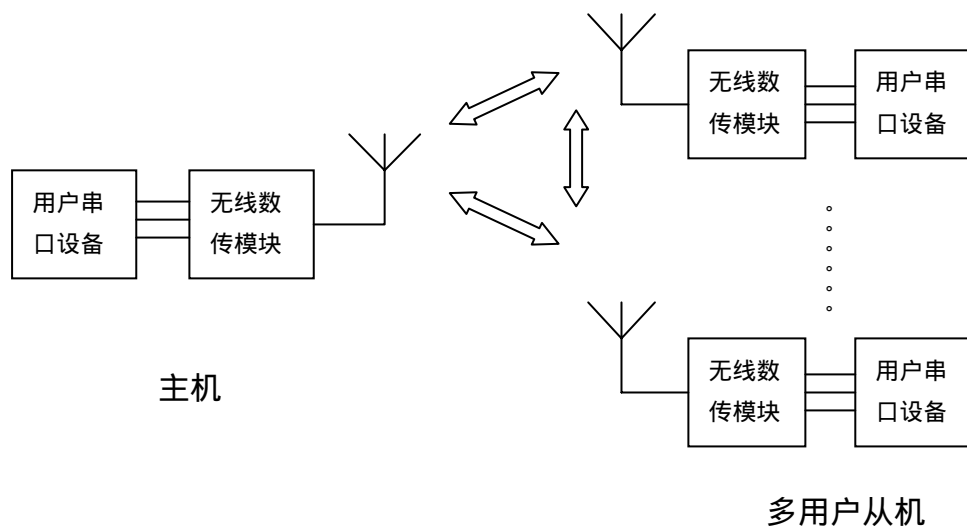 用户串
口设备
无线数
传模块
主机
无线数
传模块
用户串
口设备
无线数
传模块
用户串
口设备
多用户从机